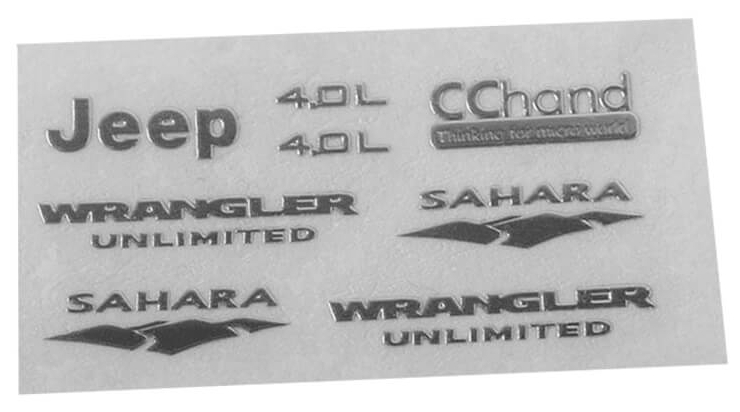 Jeep
4.0L
4.0L
CChand
Thinking for micro world
WRANGLER
UNLIMITED
SAHARA
SAHARA
WRANGLER
UNLIMITED